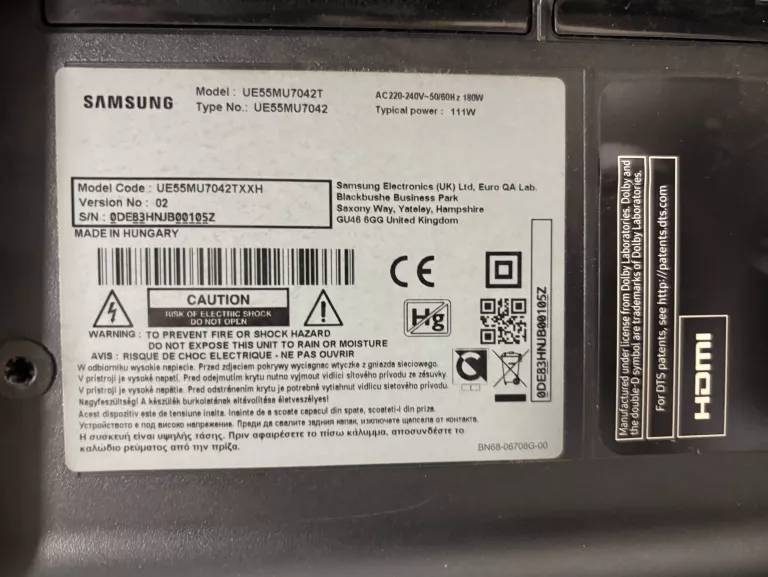 SAMSUNG
Model : UE55MU7042T
Type No.: UE55MU7042
AC220-240V~50/60Hz 180W
Typical power : 111W
Model Code : UE55MU7042TXXH
Version No : 02
S/N : 0DE83HNJB00105Z
MADE IN HUNGARY
Samsung Electronics (UK) Ltd, Euro QA Lab.
Blackbushe Business Park
Saxony Way, Yateley, Hampshire
GU46 6GG United Kingdom
CE
Hg
0DE83HNJB00105Z
CAUTION
RISK OF ELECTRIC SHOCK
DO NOT OPEN
WARNING : TO PREVENT FIRE OR SHOCK HAZARD
DO NOT EXPOSE THIS UNIT TO RAIN OR MOISTURE
AVIS : RISQUE DE CHOC ELECTRIQUE - NE PAS OUVRIR
W odbiorniku wysokie napięcie. Przed zdjęciem pokrywy wyciągnąć wtyczkę z gniazda sieciowego.
V prístroji je vysoké napětí. Pred odejmutím krytu nutno vyjmout vidlici síťového prívodu ze zásuvky.
V prístroji je vysoké napätie. Pred odstránením krytu je potrebné vytiahnut vidlicu sieťového prívodu.
Nagyfeszültség! A készülék burkolatának eltávolítása életveszélyes!
Acest dispozitiv este de tensiune inalta. Inainte de a scoate capacul din spate, scoateti-l din priza.
Устройството е под високо напрежение. Преди да свалите задния капак, изключете щепсела от контакта.
Η συσκευή είναι υψηλής τάσης. Πριν αφαιρέσετε το πίσω κάλυμμα, αποσυνδέστε το
καλώδιο ρεύματος από την πρίζα.
BN68-06708G-00
Manufactured under license from Dolby Laboratories. Dolby and
the double-D symbol are trademarks of Dolby Laboratories.
For DTS patents, see http://patents.dts.com
HDMI